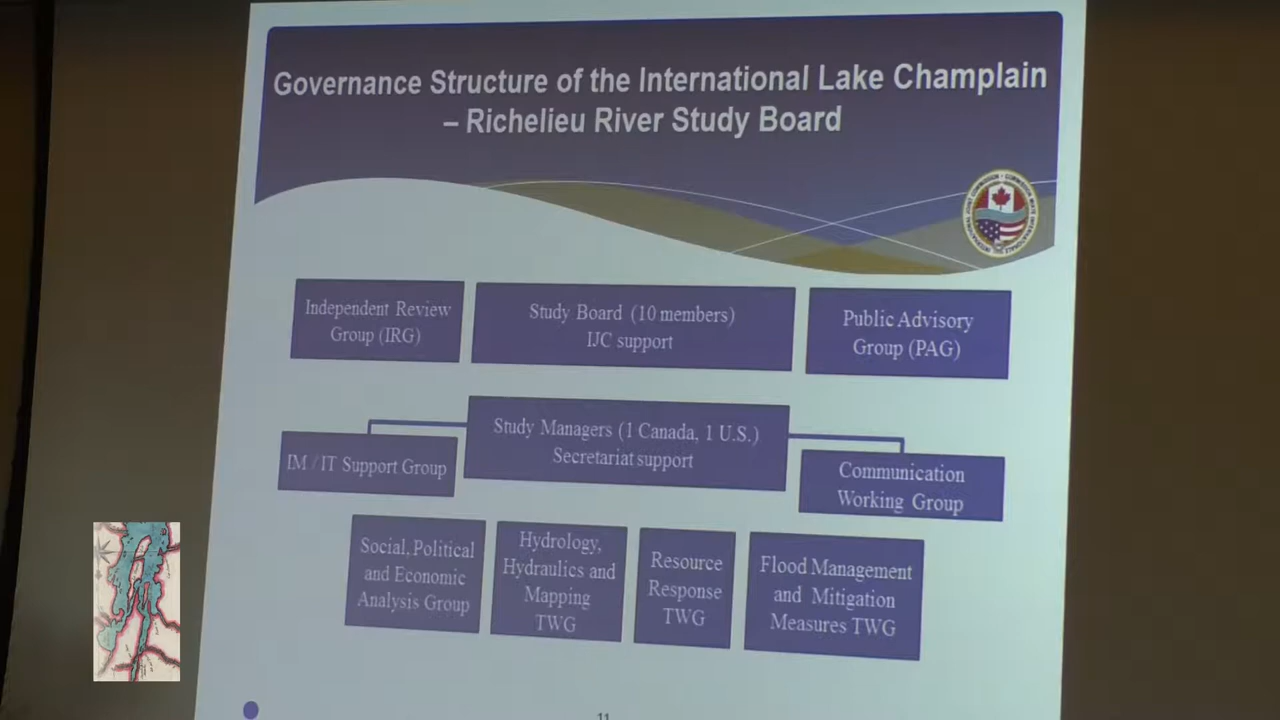 Governance Structure of the International Lake Champlain
– Richelieu River Study Board
Independent Review
Group (IRG)
Study Board (10 members)
IJC support
Public Advisory
Group (PAG)
Study Managers (1 Canada, 1 U.S.)
Secretariat support
IM / IT Support Group
Communication
Working Group
Social, Political
and Economic
Analysis Group
Hydrology,
Hydraulics and
Mapping
TWG
Resource
Response
TWG
Flood Management
and Mitigation
Measures TWG
11